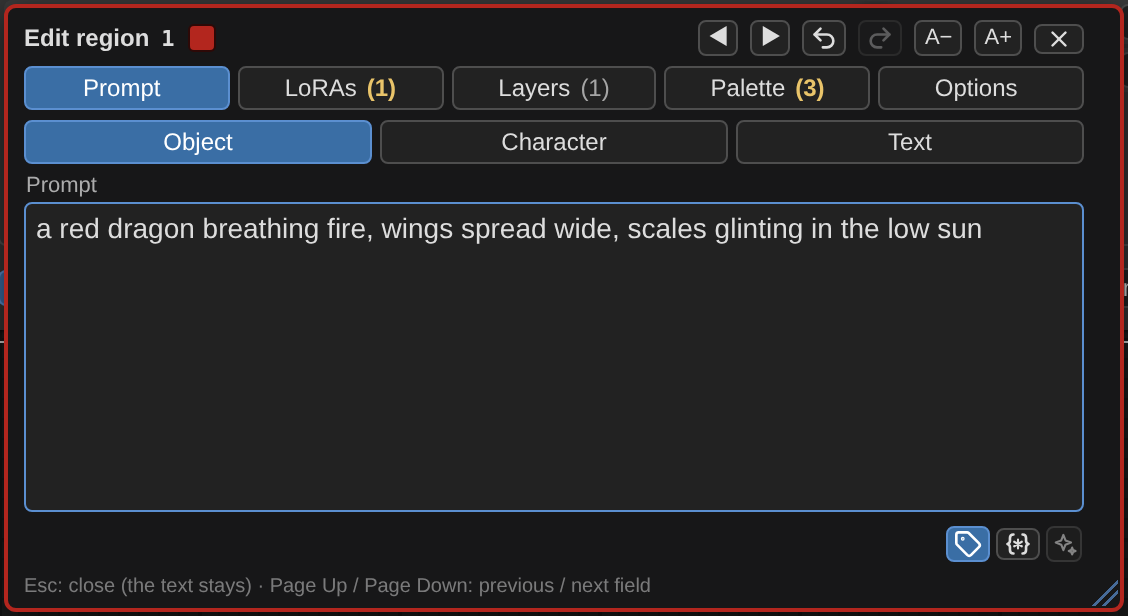 Edit region 1
A− A+
Prompt LoRAs (1) Layers (1) Palette (3) Options
Object Character Text
Prompt
a red dragon breathing fire, wings spread wide, scales glinting in the low sun
{*}
Esc: close (the text stays) · Page Up / Page Down: previous / next field